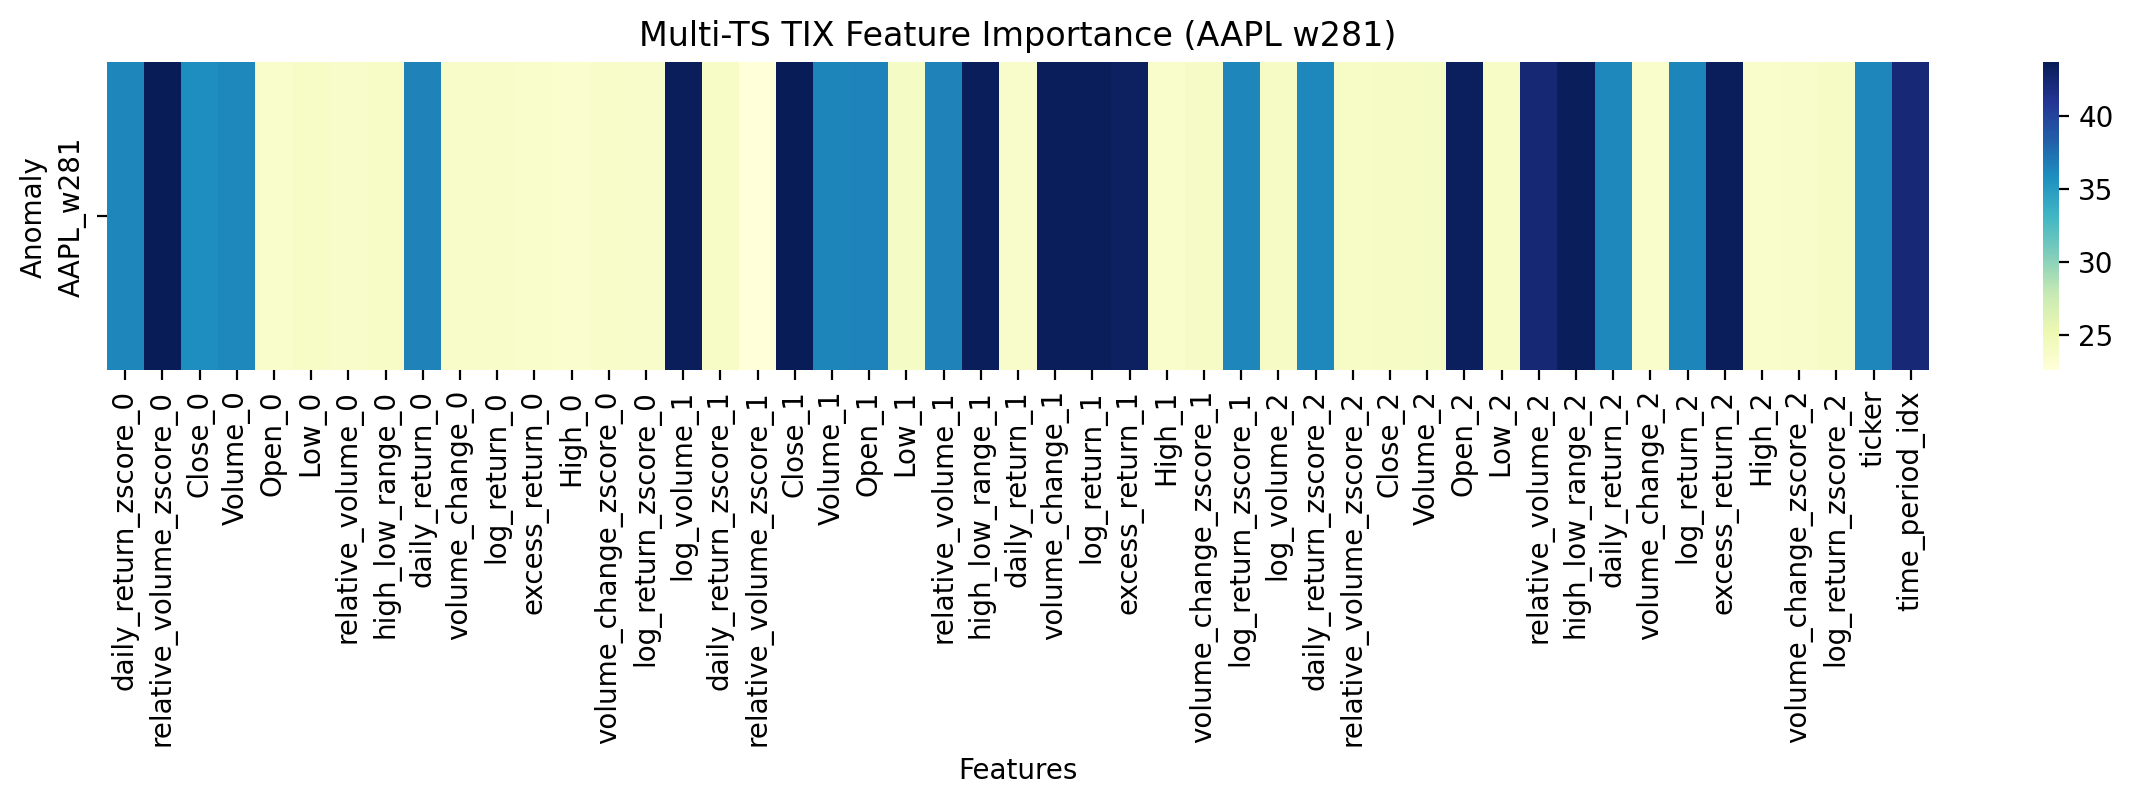 Multi-TS TIX Feature Importance (AAPL w281)
Anomaly
AAPL_w281
40
35
30
25
daily_return_zscore_0
relative_volume_zscore_0
Close_0
Volume_0
Open_0
Low_0
relative_volume_0
high_low_range_0
daily_return_0
volume_change_0
log_return_0
excess_return_0
High_0
volume_change_zscore_0
log_return_zscore_0
log_volume_1
daily_return_zscore_1
relative_volume_zscore_1
Close_1
Volume_1
Open_1
Low_1
relative_volume_1
high_low_range_1
daily_return_1
volume_change_1
log_return_1
excess_return_1
High_1
volume_change_zscore_1
log_return_zscore_1
log_volume_2
daily_return_zscore_2
relative_volume_zscore_2
Close_2
Volume_2
Open_2
Low_2
relative_volume_2
high_low_range_2
daily_return_2
volume_change_2
log_return_2
excess_return_2
High_2
volume_change_zscore_2
log_return_zscore_2
ticker
time_period_idx
Features